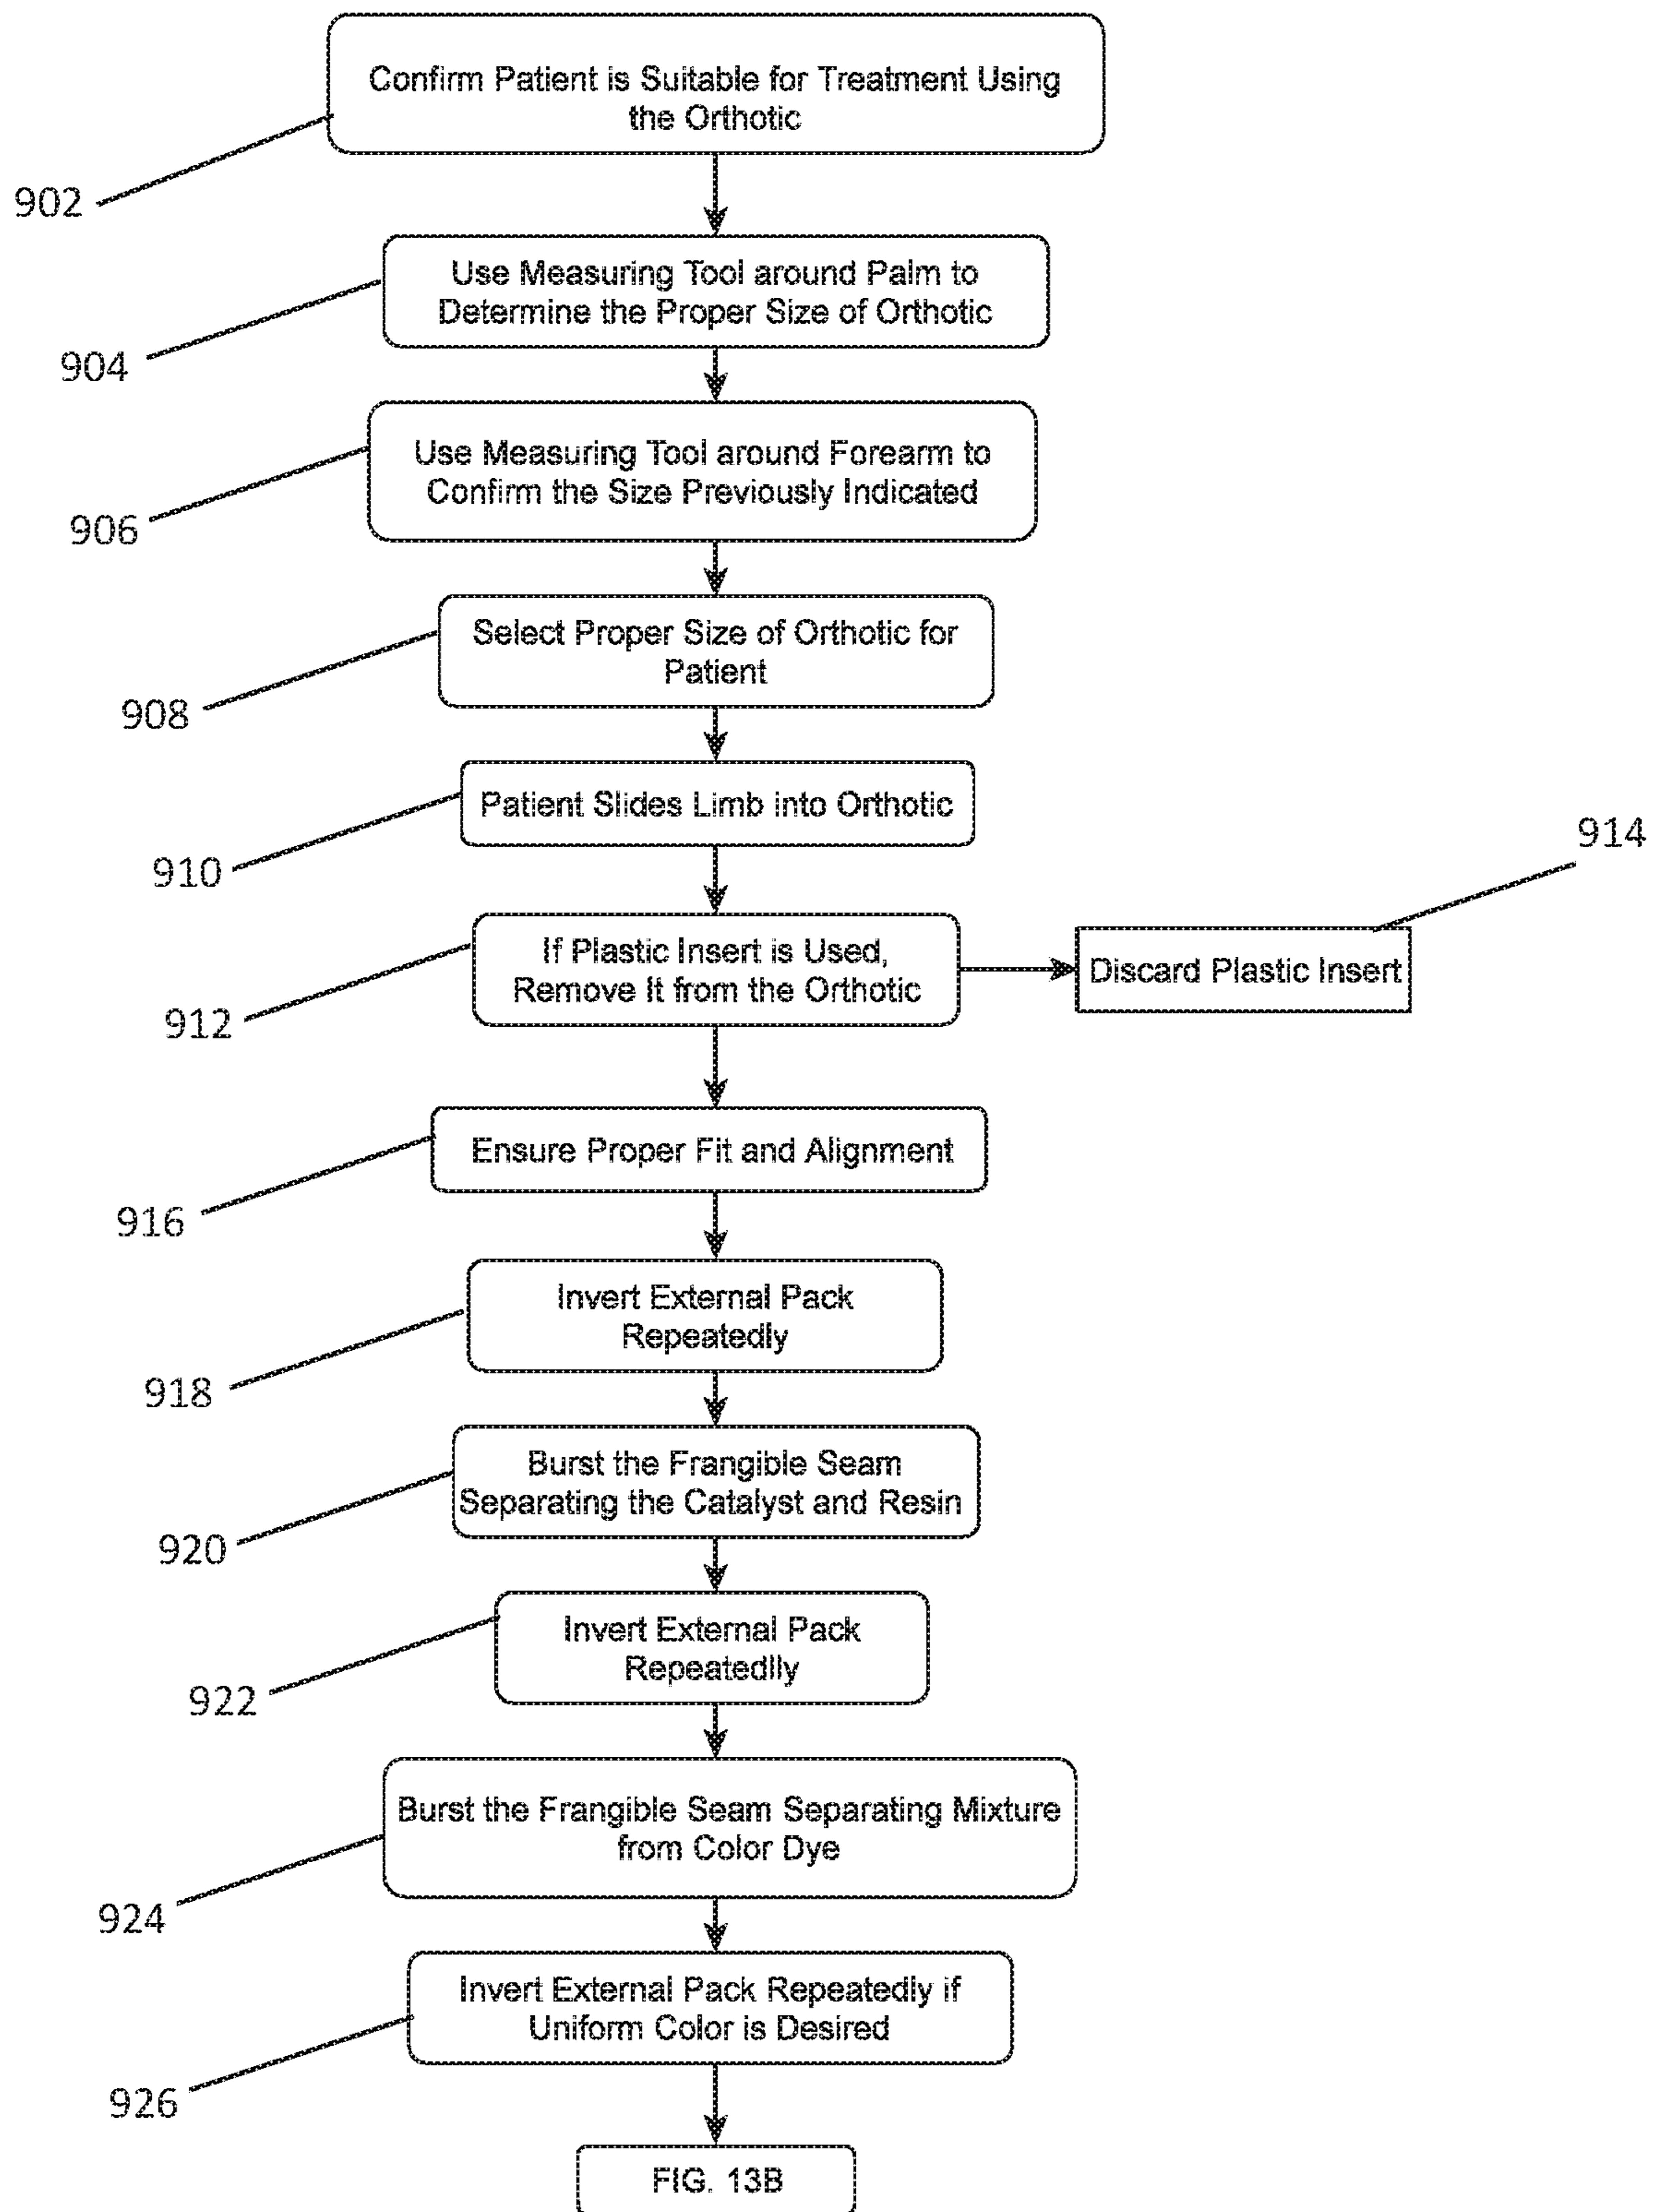 Confirm Patient is Suitable for Treatment Using
the Orthotic
902
Use Measuring Tool around Palm to
Determine the Proper Size of Orthotic
904
Use Measuring Tool around Forearm to
Confirm the Size Previously Indicated
906
Select Proper Size of Orthotic for
Patient
908
Patient Slides Limb into Orthotic
910
914
If Plastic Insert is Used,
Remove It from the Orthotic
912
Discard Plastic Insert
Ensure Proper Fit and Alignment
916
Invert External Pack
Repeatedly
918
Burst the Frangible Seam
Separating the Catalyst and Resin
920
Invert External Pack
Repeatedlly
922
Burst the Frangible Seam Separating Mixture
from Color Dye
924
Invert External Pack Repeatedly if
Uniform Color is Desired
926
FIG. 13B